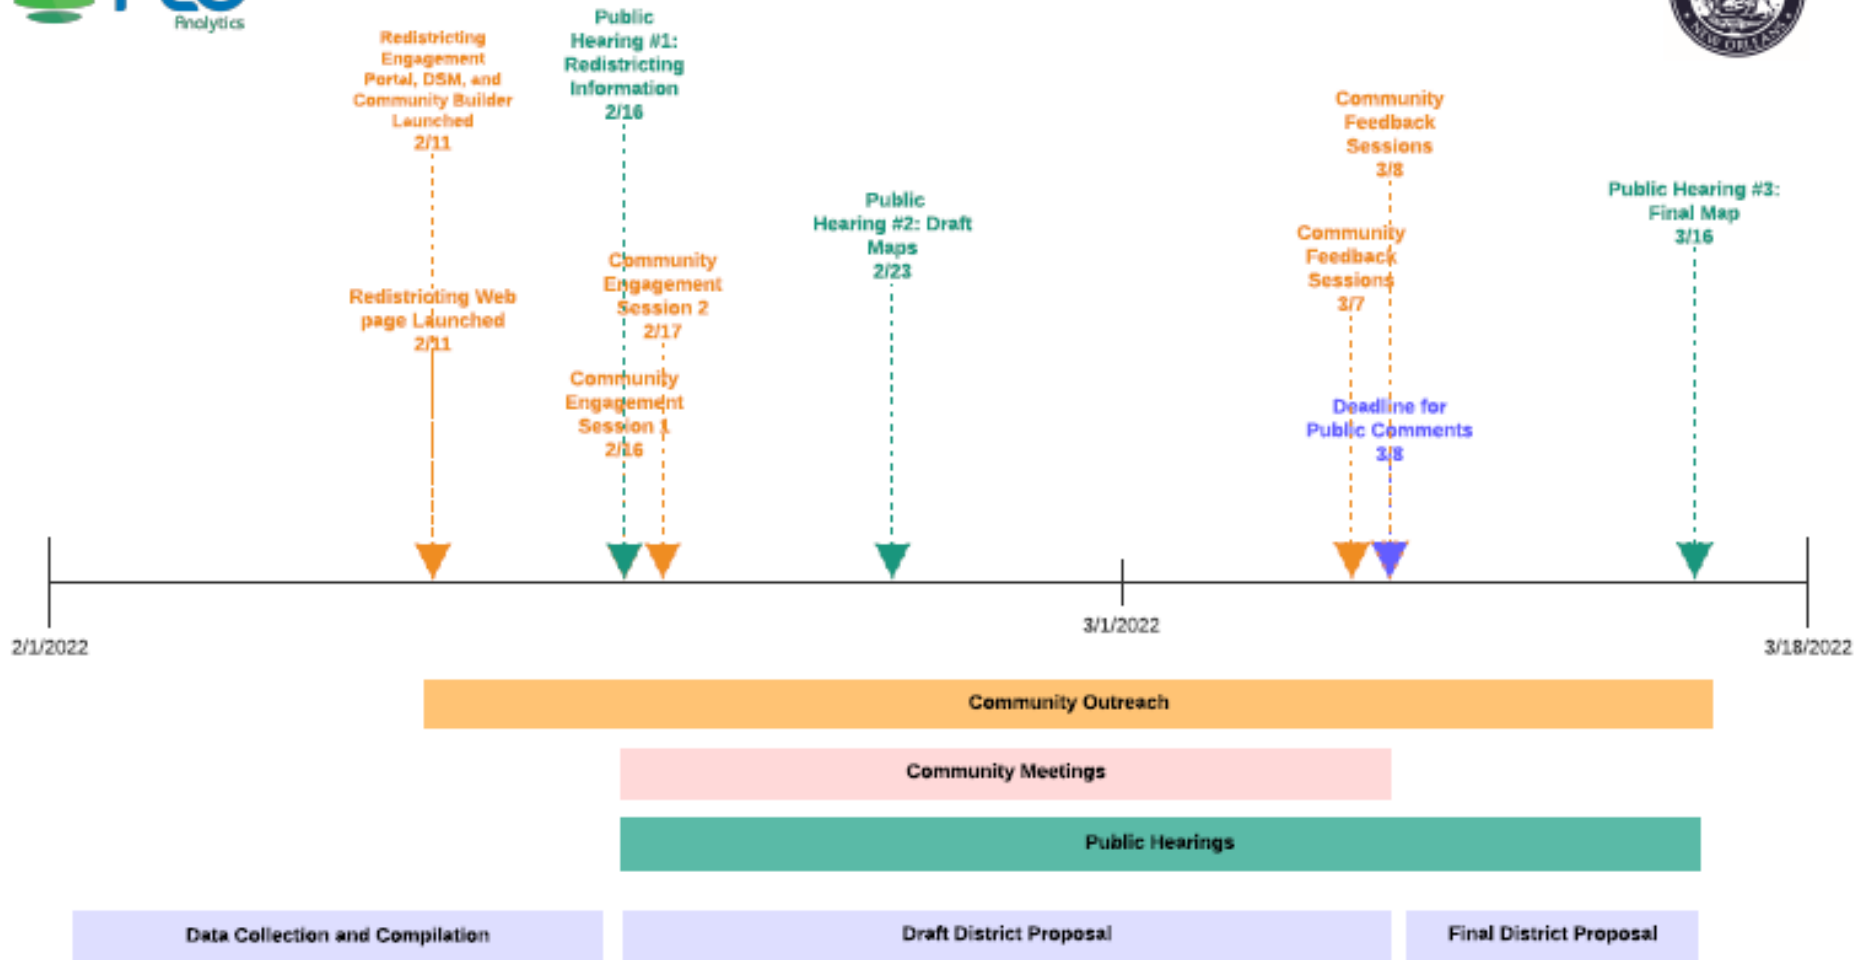 Analytics
NEW ORLEANS
Redistricting
Engagement
Portal, DSM, and
Community Builder
Launched
2/11
Public
Hearing #1:
Redistricting
Information
2/16
Community
Feedback
Sessions
3/8
Public
Hearing #2: Draft
Maps
2/23
Public Hearing #3:
Final Map
3/16
Community
Feedback
Sessions
3/7
Community
Engagement
Session 2
2/17
Redistricting Web
page Launched
2/11
Community
Engagement
Session 1
2/16
Deadline for
Public Comments
3/8
2/1/2022
3/1/2022
3/18/2022
Community Outreach
Community Meetings
Public Hearings
Data Collection and Compilation
Draft District Proposal
Final District Proposal